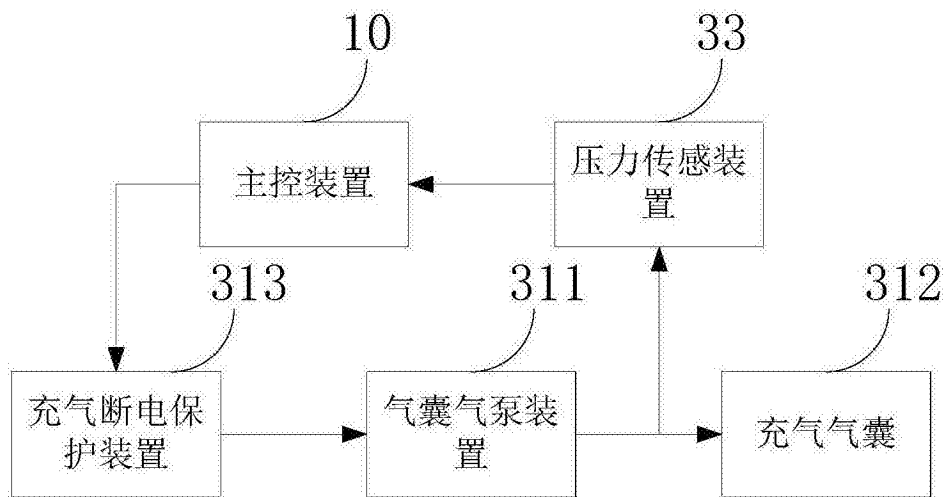 10
33
主控装置
压力传感装
置
313
311
312
充气断电保
护装置
气囊气泵装
置
充气气囊